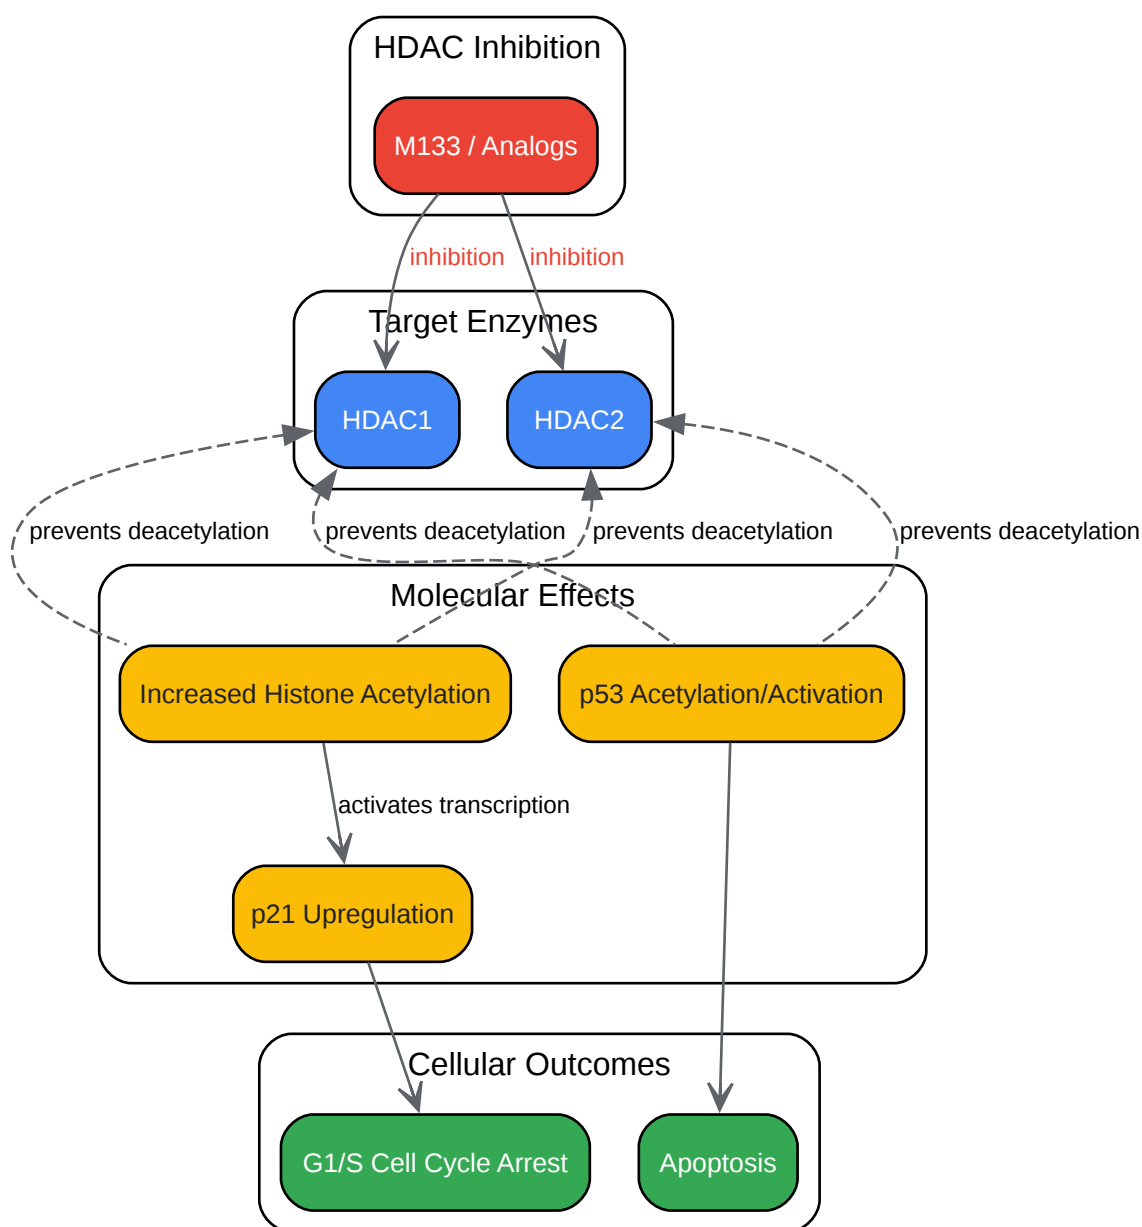 HDAC Inhibition
M133 / Analogs
inhibition
inhibition
Target Enzymes
HDAC1
HDAC2
prevents deacetylation
prevents deacetylation
prevents deacetylation
prevents deacetylation
Molecular Effects
Increased Histone Acetylation
p53 Acetylation/Activation
activates transcription
p21 Upregulation
Cellular Outcomes
G1/S Cell Cycle Arrest
Apoptosis